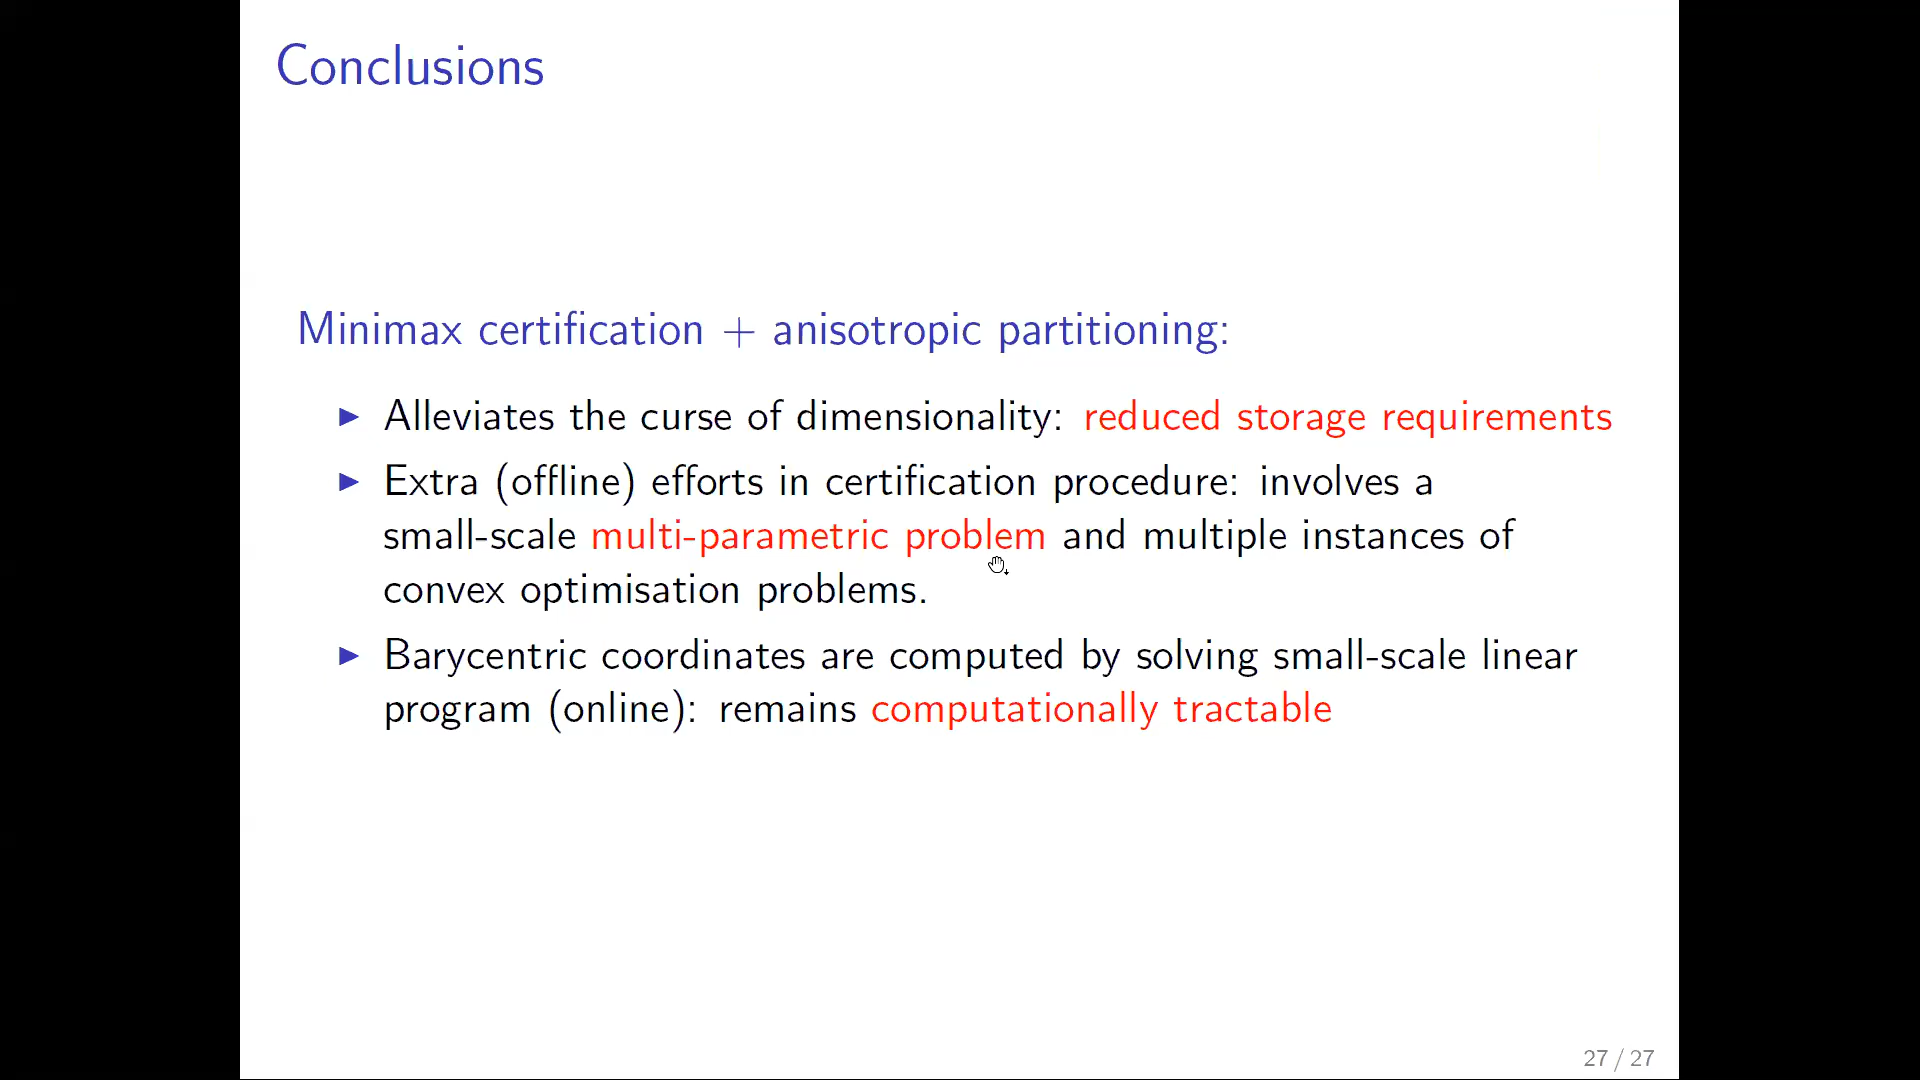 Conclusions
Minimax certification + anisotropic partitioning:
▶ Alleviates the curse of dimensionality: reduced storage requirements
▶ Extra (offline) efforts in certification procedure: involves a
small-scale multi-parametric problem and multiple instances of
convex optimisation problems.
▶ Barycentric coordinates are computed by solving small-scale linear
program (online): remains computationally tractable
27 / 27